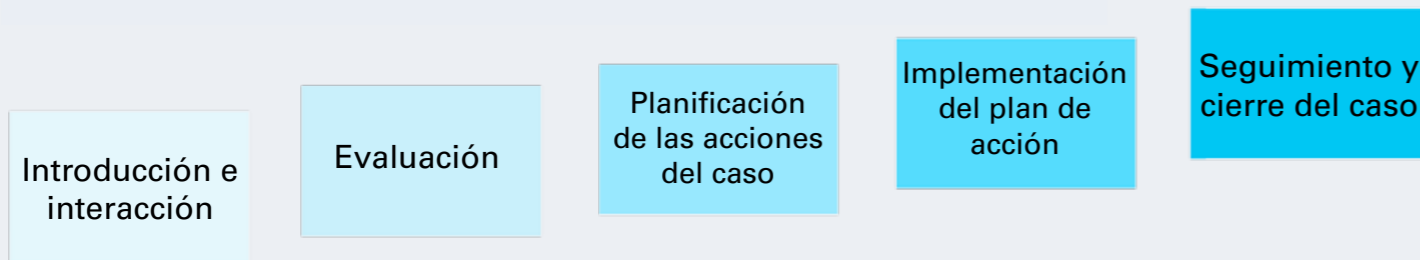 Introducción e
interacción
Evaluación
Planificación
de las acciones
del caso
Implementación
del plan de
acción
Seguimiento y
cierre del caso